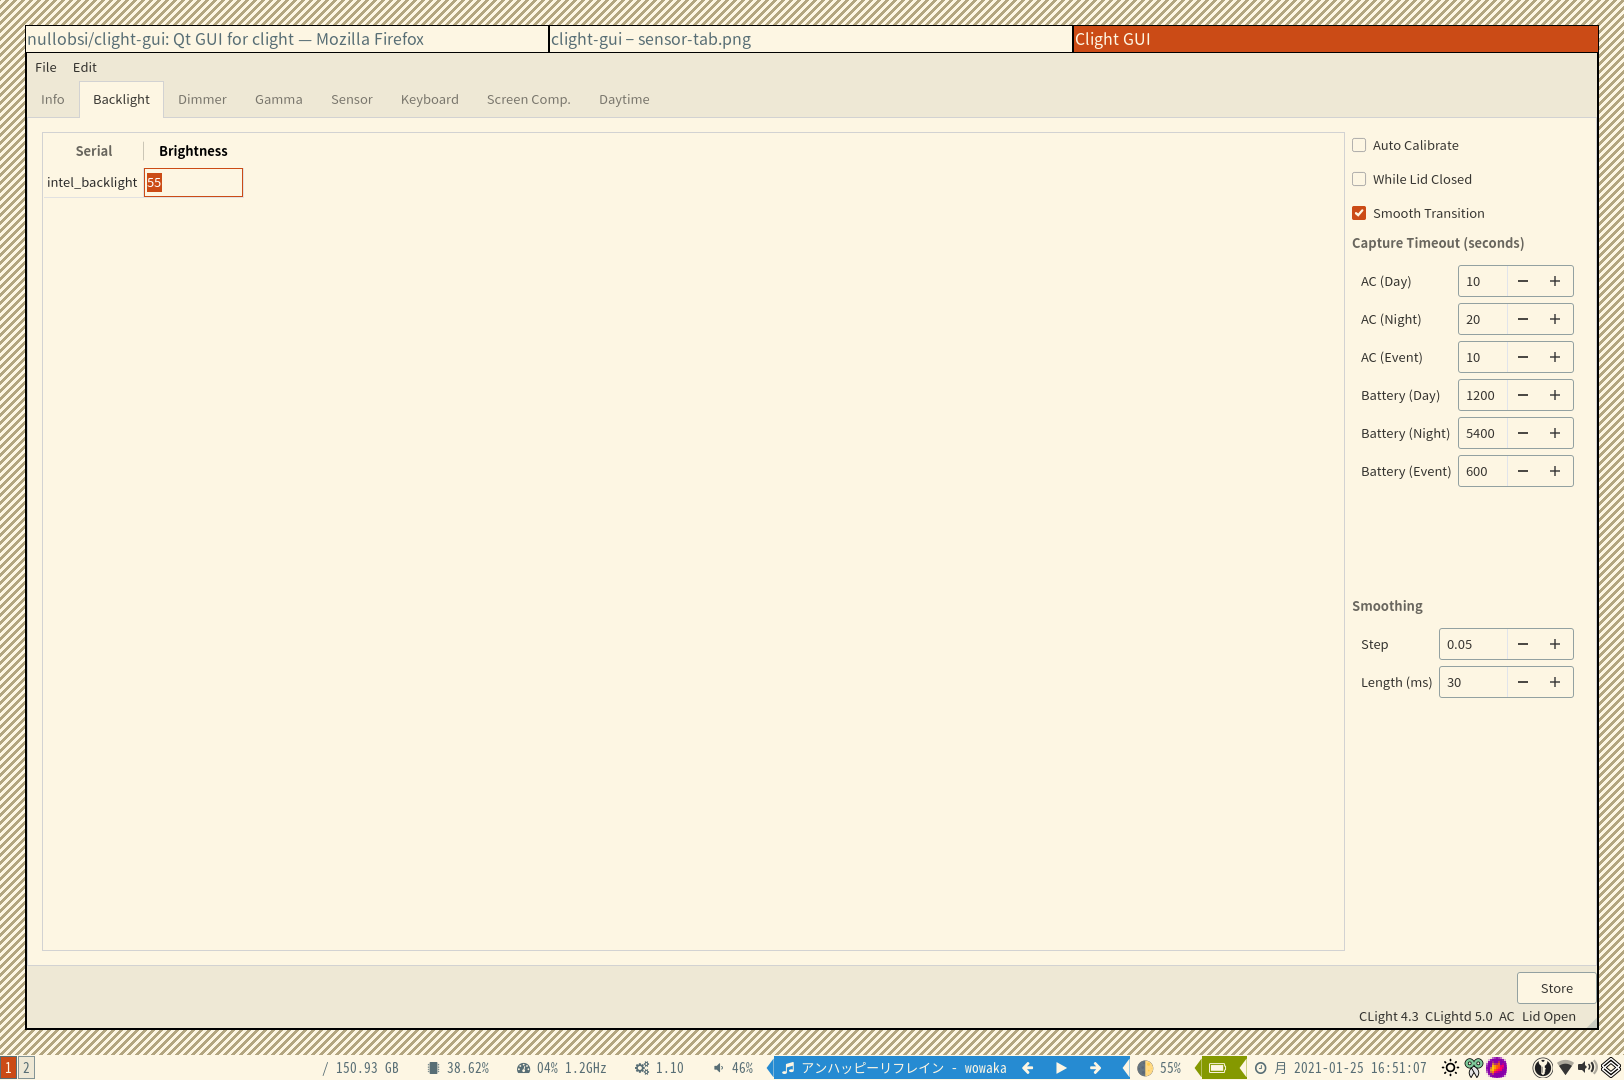 nullobsi/clight-gui: Qt GUI for clight — Mozilla Firefox
clight-gui – sensor-tab.png
Clight GUI
File Edit
Info Backlight Dimmer Gamma Sensor Keyboard Screen Comp. Daytime
Serial Brightness
intel_backlight 55
Auto Calibrate
While Lid Closed
Smooth Transition
Capture Timeout (seconds)
AC (Day) 10
AC (Night) 20
AC (Event) 10
Battery (Day) 1200
Battery (Night) 5400
Battery (Event) 600
Smoothing
Step 0.05
Length (ms) 30
Store
CLight 4.3 CLightd 5.0 AC Lid Open
1 2 / 150.93 GB 38.62% 04% 1.2GHz 1.10 46% アンハッピーリフレイン - wowaka 55% 月 2021-01-25 16:51:07